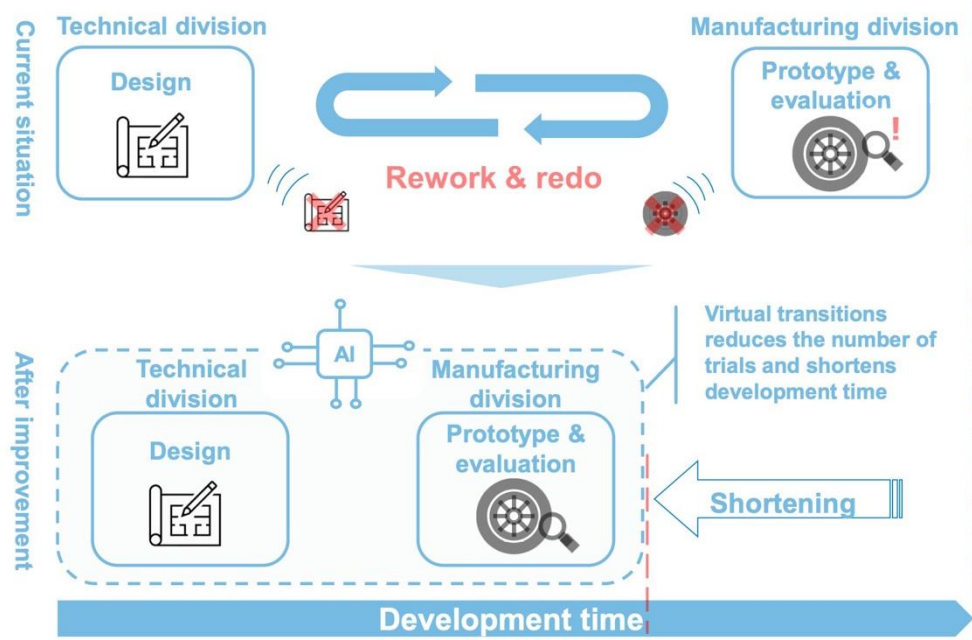 Current situation
Technical division
Design
Manufacturing division
Prototype &
evaluation
!
Rework & redo
After improvement
AI
Technical
division
Design
Manufacturing
division
Prototype &
evaluation
Virtual transitions
reduces the number of
trials and shortens
development time
Shortening
Development time